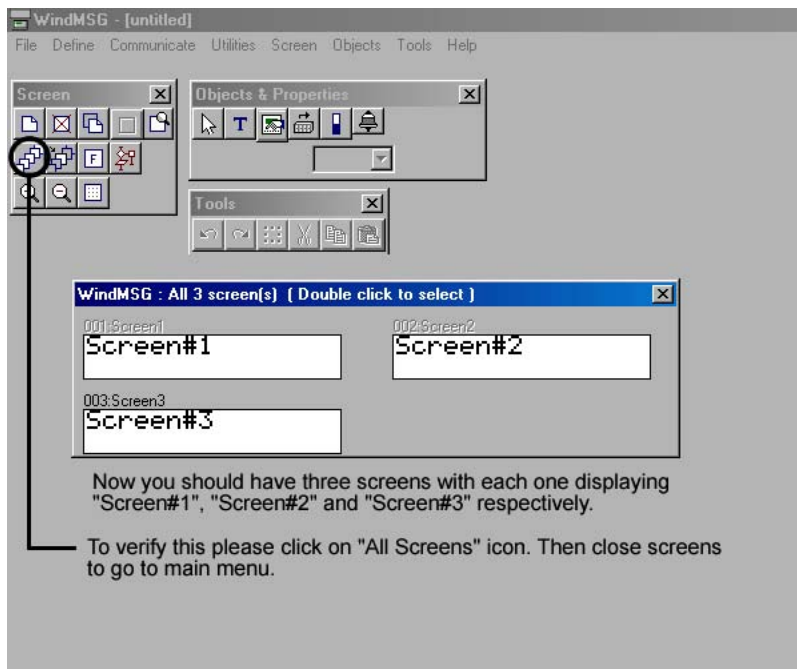 WindMSG - [untitled]
File Define Communicate Utilities Screen Objects Tools Help
Screen
Objects & Properties
T
F
Tools
WindMSG : All 3 screen(s) ( Double click to select )
001:Screen1
Screen#1
002:Screen2
Screen#2
003:Screen3
Screen#3
Now you should have three screens with each one displaying
"Screen#1", "Screen#2" and "Screen#3" respectively.
To verify this please click on "All Screens" icon. Then close screens
to go to main menu.